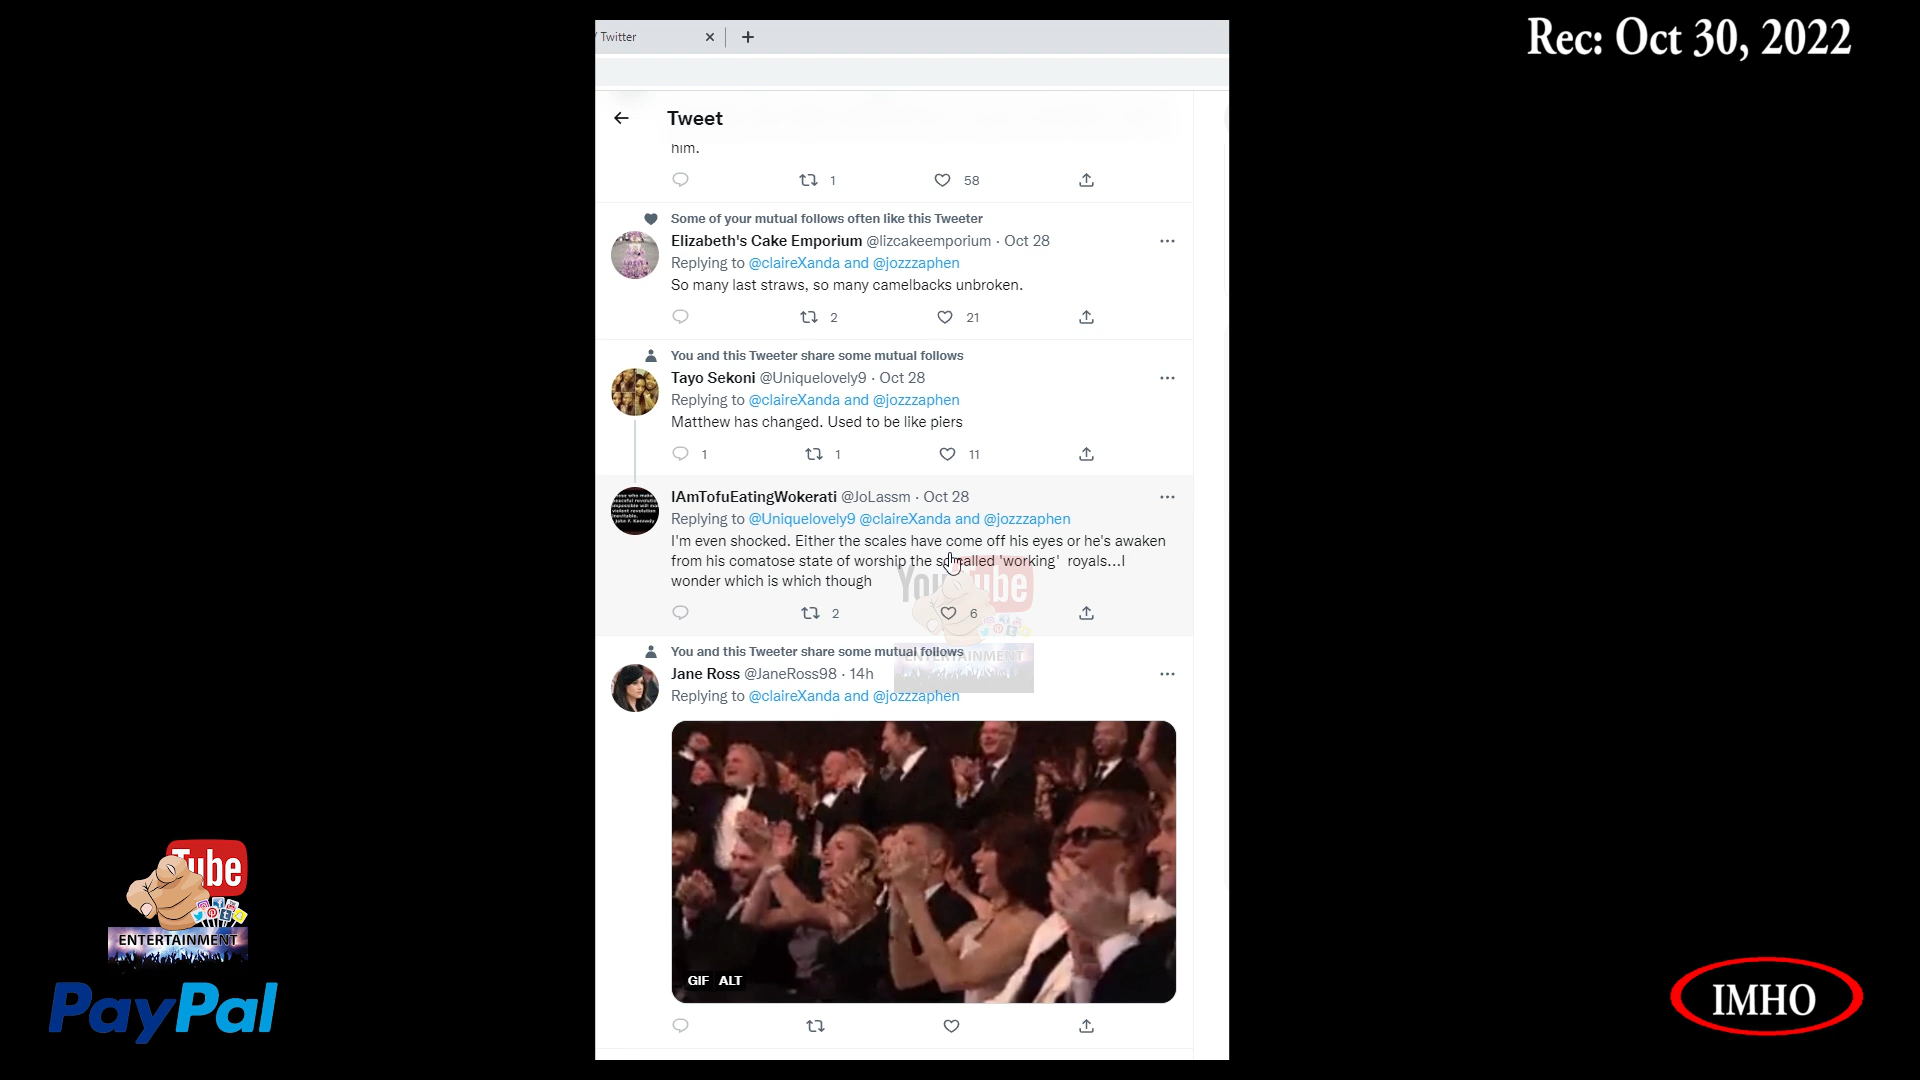 / Twitter
Rec: Oct 30, 2022
Tweet
him.
1 58
Some of your mutual follows often like this Tweeter
Elizabeth's Cake Emporium @lizcakeemporium · Oct 28
Replying to @claireXanda and @jozzzaphen
So many last straws, so many camelbacks unbroken.
2 21
You and this Tweeter share some mutual follows
Tayo Sekoni @Uniquelovely9 · Oct 28
Replying to @claireXanda and @jozzzaphen
Matthew has changed. Used to be like piers
1 1 11
IAmTofuEatingWokerati @JoLassm · Oct 28
Replying to @Uniquelovely9 @claireXanda and @jozzzaphen
I'm even shocked. Either the scales have come off his eyes or he's awaken
from his comatose state of worship the so called 'working' royals...I
wonder which is which though
2 6
YouTube
ENTERTAINMENT
You and this Tweeter share some mutual follows
Jane Ross @JaneRoss98 · 14h
Replying to @claireXanda and @jozzzaphen
GIF ALT
Tube
ENTERTAINMENT
PayPal
IMHO